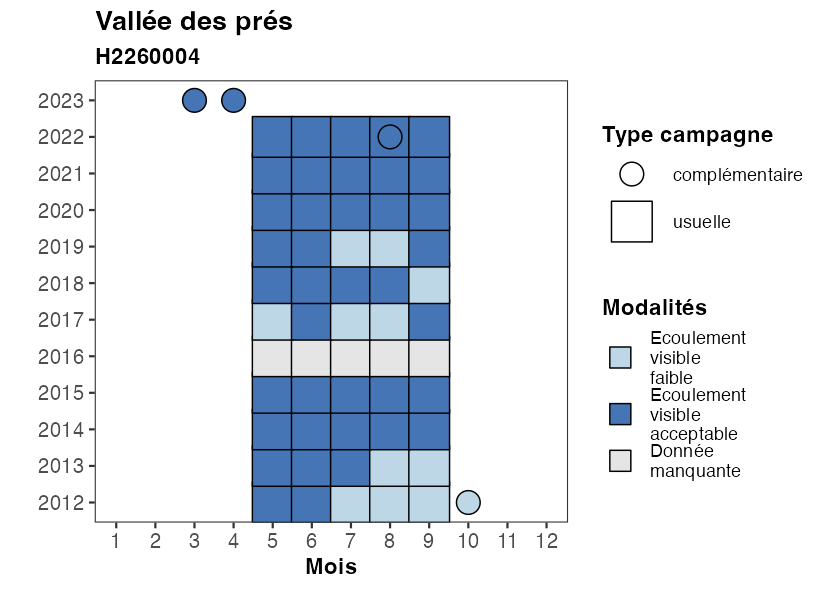 Vallée des prés
H2260004
2023
2022
2021
2020
2019
2018
2017
2016
2015
2014
2013
2012
1 2 3 4 5 6 7 8 9 10 11 12
Mois
Type campagne
complémentaire
usuelle
Modalités
Ecoulement
visible
faible
Ecoulement
visible
acceptable
Donnée
manquante